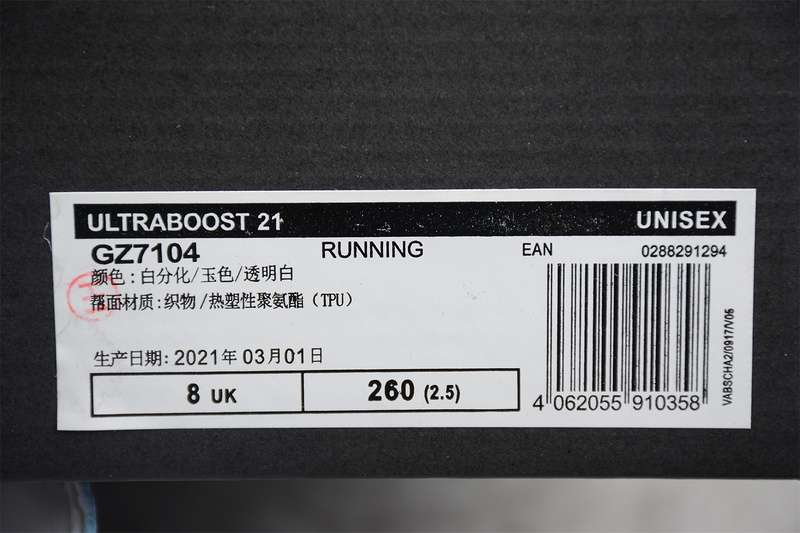 ULTRABOOST 21 UNISEX
GZ7104 RUNNING EAN 0288291294
颜色:白分化/玉色/透明白
帮面材质:织物/热塑性聚氨酯(TPU)
生产日期:2021年03月01日
8 UK 260 (2.5)
4 062055 910358
VABSCHA2/0917/V05